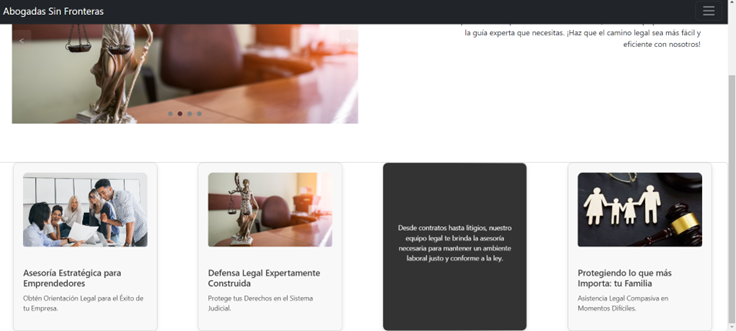 Abogadas Sin Fronteras
la guía experta que necesitas. ¡Haz que el camino legal sea más fácil y
eficiente con nosotros!
<
Asesoría Estratégica para
Emprendedores
Obtén Orientación Legal para el Éxito de
tu Empresa.
Defensa Legal Expertamente
Construida
Protege tus Derechos en el Sistema
Judicial.
Desde contratos hasta litigios, nuestro
equipo legal te brinda la asesoría
necesaria para mantener un ambiente
laboral justo y conforme a la ley.
Protegiendo lo que más
Importa: tu Familia
Asistencia Legal Compasiva en
Momentos Difíciles.